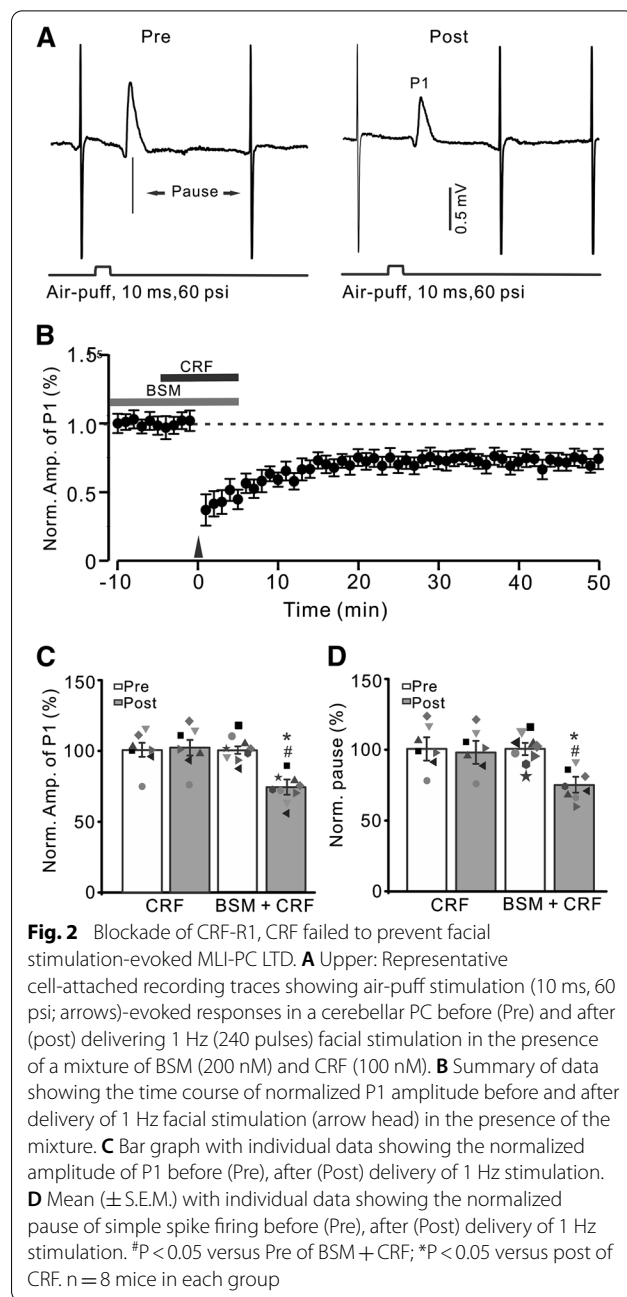 A
Pre
Post
P1
Pause
0.5 mV
Air-puff, 10 ms,60 psi
Air-puff, 10 ms,60 psi
B
1.5
CRF
BSM
1.0
0.5
0
Norm. Amp. of P1 (%)
-10 0 10 20 30 40 50
Time (min)
C
150
Pre
Post
100
50
0
Norm. Amp. of P1 (%)
*
#
CRF BSM + CRF
D
150
Pre
Post
100
50
0
Norm. pause (%)
*
#
CRF BSM + CRF
Fig. 2 Blockade of CRF-R1, CRF failed to prevent facial
stimulation-evoked MLI-PC LTD. A Upper: Representative
cell-attached recording traces showing air-puff stimulation (10 ms, 60
psi; arrows)-evoked responses in a cerebellar PC before (Pre) and after
(post) delivering 1 Hz (240 pulses) facial stimulation in the presence
of a mixture of BSM (200 nM) and CRF (100 nM). B Summary of data
showing the time course of normalized P1 amplitude before and after
delivery of 1 Hz facial stimulation (arrow head) in the presence of the
mixture. C Bar graph with individual data showing the normalized
amplitude of P1 before (Pre), after (Post) delivery of 1 Hz stimulation.
D Mean (± S.E.M.) with individual data showing the normalized
pause of simple spike firing before (Pre), after (Post) delivery of 1 Hz
stimulation. #P < 0.05 versus Pre of BSM + CRF; *P < 0.05 versus post of
CRF. n = 8 mice in each group